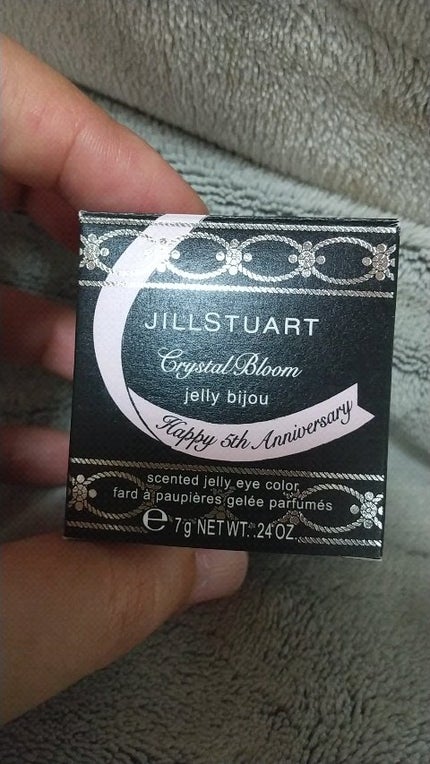 JILLSTUART
Crystal Bloom
jelly bijou
Happy 5th Anniversary
scented jelly eye color
fard à paupières gelée parfumés
℮ 7g NET WT. .24 OZ.